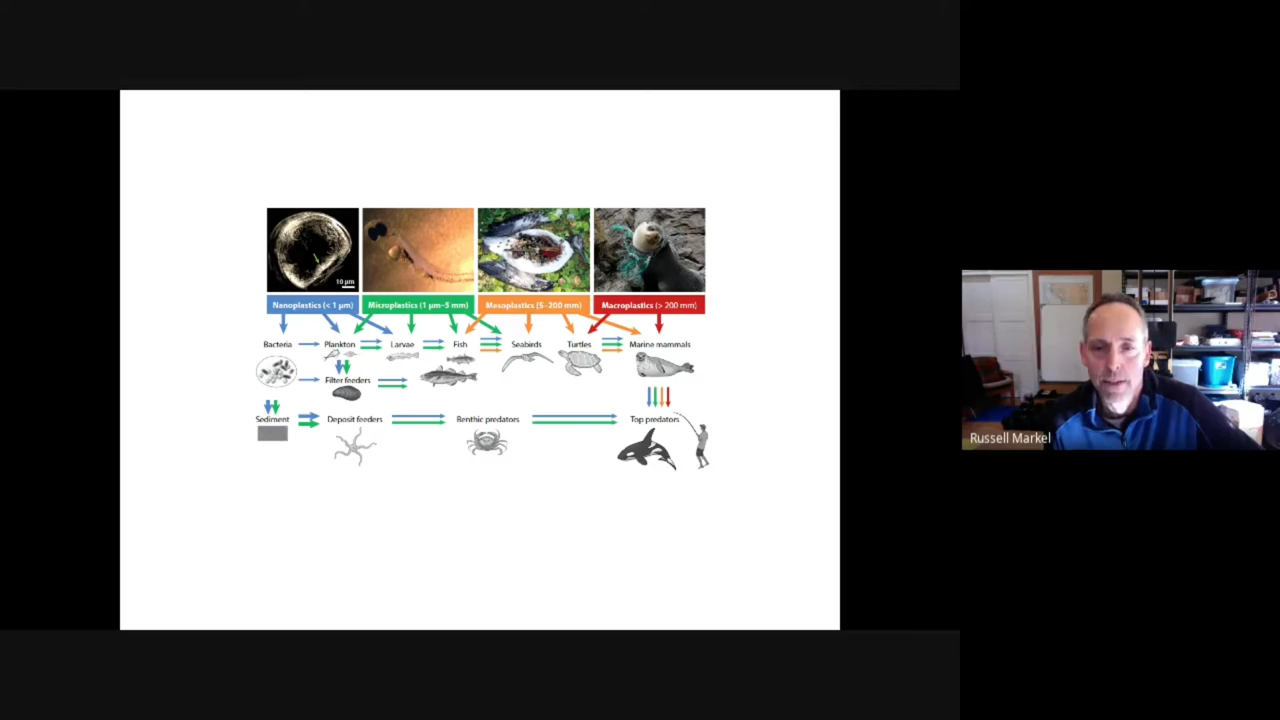 10 µm
Nanoplastics (< 1 µm)
Microplastics (1 µm–5 mm)
Mesoplastics (5–200 mm)
Macroplastics (> 200 mm)
Bacteria
Plankton
Larvae
Fish
Seabirds
Turtles
Marine mammals
Filter feeders
Sediment
Deposit feeders
Benthic predators
Top predators
Russell Markel